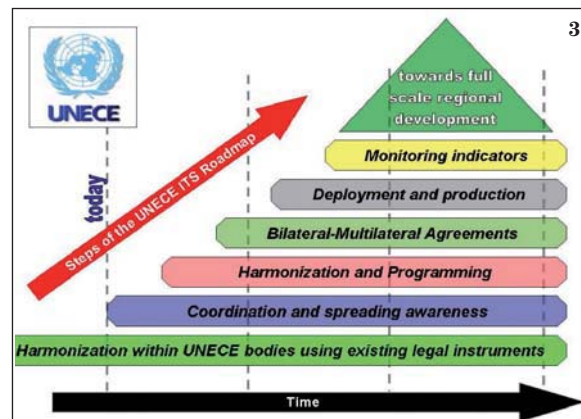 3
UNECE
towards full
scale regional
development
Monitoring indicators
today
Steps of the UNECE ITS Roadmap
Deployment and production
Bilateral-Multilateral Agreements
Harmonization and Programming
Coordination and spreading awareness
Harmonization within UNECE bodies using existing legal instruments
Time